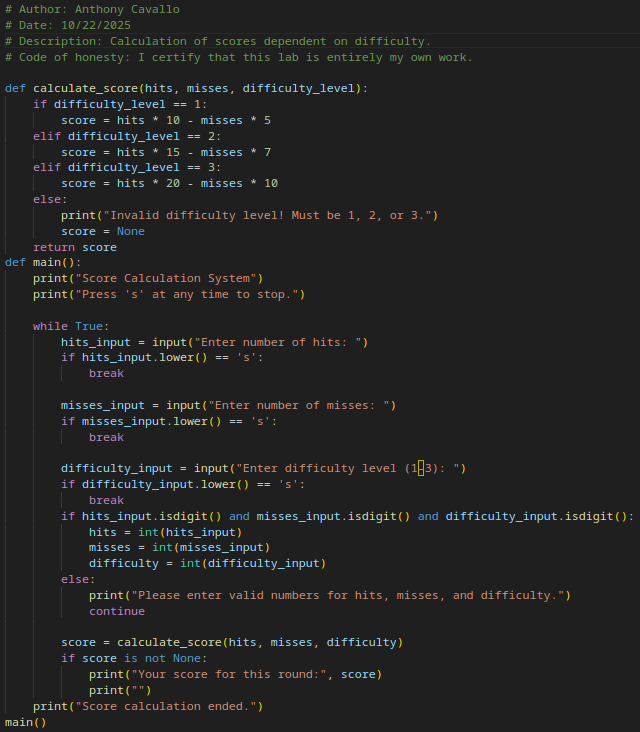 # Author: Anthony Cavallo
# Date: 10/22/2025
# Description: Calculation of scores dependent on difficulty.
# Code of honesty: I certify that this lab is entirely my own work.

def calculate_score(hits, misses, difficulty_level):
    if difficulty_level == 1:
        score = hits * 10 - misses * 5
    elif difficulty_level == 2:
        score = hits * 15 - misses * 7
    elif difficulty_level == 3:
        score = hits * 20 - misses * 10
    else:
        print("Invalid difficulty level! Must be 1, 2, or 3.")
        score = None
    return score
def main():
    print("Score Calculation System")
    print("Press 's' at any time to stop.")

    while True:
        hits_input = input("Enter number of hits: ")
        if hits_input.lower() == 's':
            break

        misses_input = input("Enter number of misses: ")
        if misses_input.lower() == 's':
            break

        difficulty_input = input("Enter difficulty level (1–3): ")
        if difficulty_input.lower() == 's':
            break
        if hits_input.isdigit() and misses_input.isdigit() and difficulty_input.isdigit():
            hits = int(hits_input)
            misses = int(misses_input)
            difficulty = int(difficulty_input)
        else:
            print("Please enter valid numbers for hits, misses, and difficulty.")
            continue

        score = calculate_score(hits, misses, difficulty)
        if score is not None:
            print("Your score for this round:", score)
            print("")
    print("Score calculation ended.")
main()